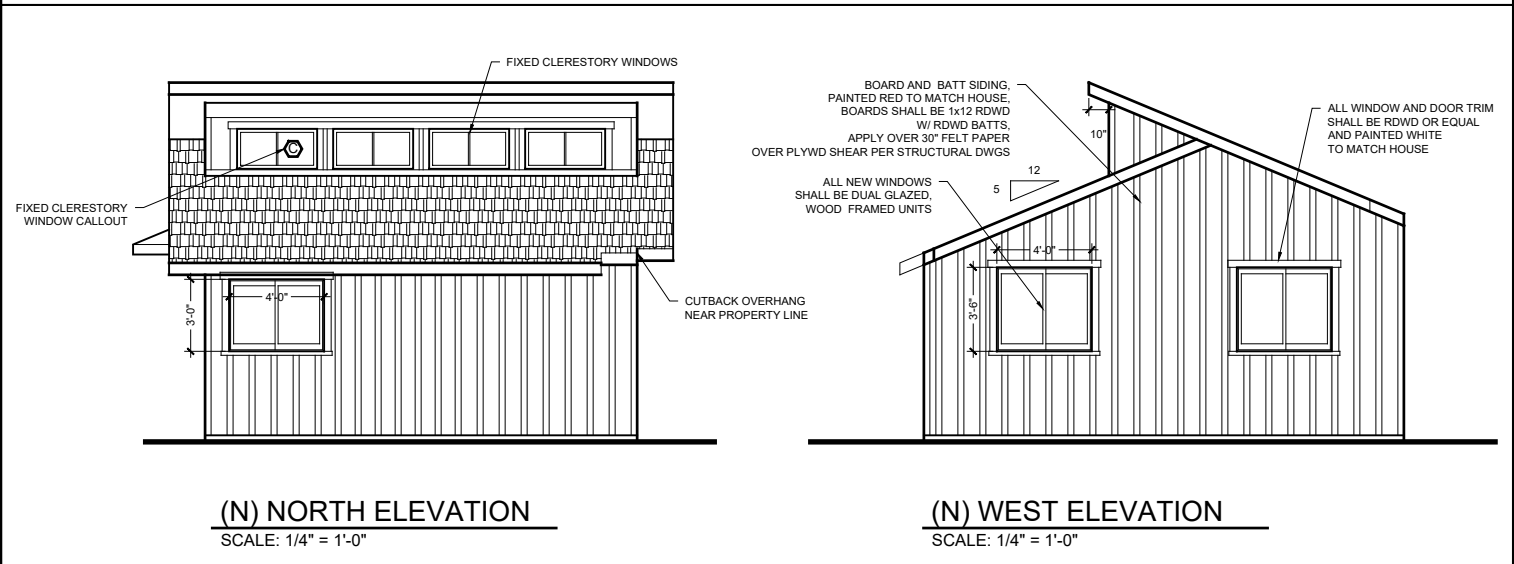 FIXED CLERESTORY WINDOWS
C
FIXED CLERESTORY
WINDOW CALLOUT
4'-0"
3'-0"
CUTBACK OVERHANG
NEAR PROPERTY LINE
(N) NORTH ELEVATION
SCALE: 1/4" = 1'-0"
BOARD AND BATT SIDING,
PAINTED RED TO MATCH HOUSE,
BOARDS SHALL BE 1x12 RDWD
W/ RDWD BATTS,
APPLY OVER 30" FELT PAPER
OVER PLYWD SHEAR PER STRUCTURAL DWGS
10"
ALL WINDOW AND DOOR TRIM
SHALL BE RDWD OR EQUAL
AND PAINTED WHITE
TO MATCH HOUSE
12
5
ALL NEW WINDOWS
SHALL BE DUAL GLAZED,
WOOD FRAMED UNITS
4'-0"
3'-6"
(N) WEST ELEVATION
SCALE: 1/4" = 1'-0"